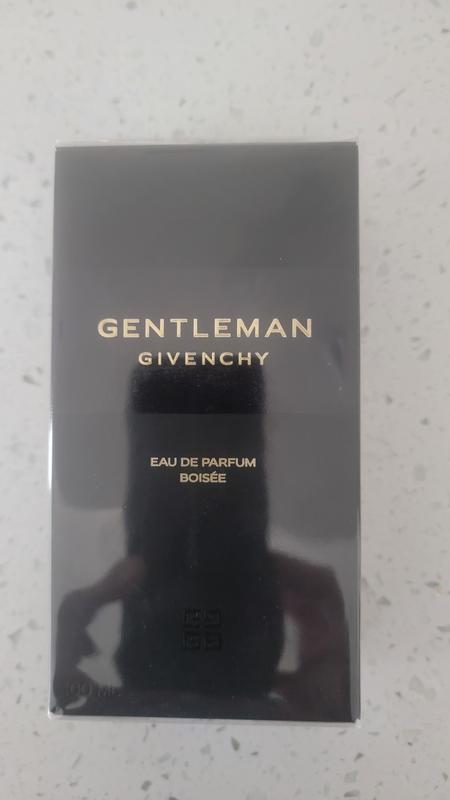 GENTLEMAN
GIVENCHY
EAU DE PARFUM
BOISÉE